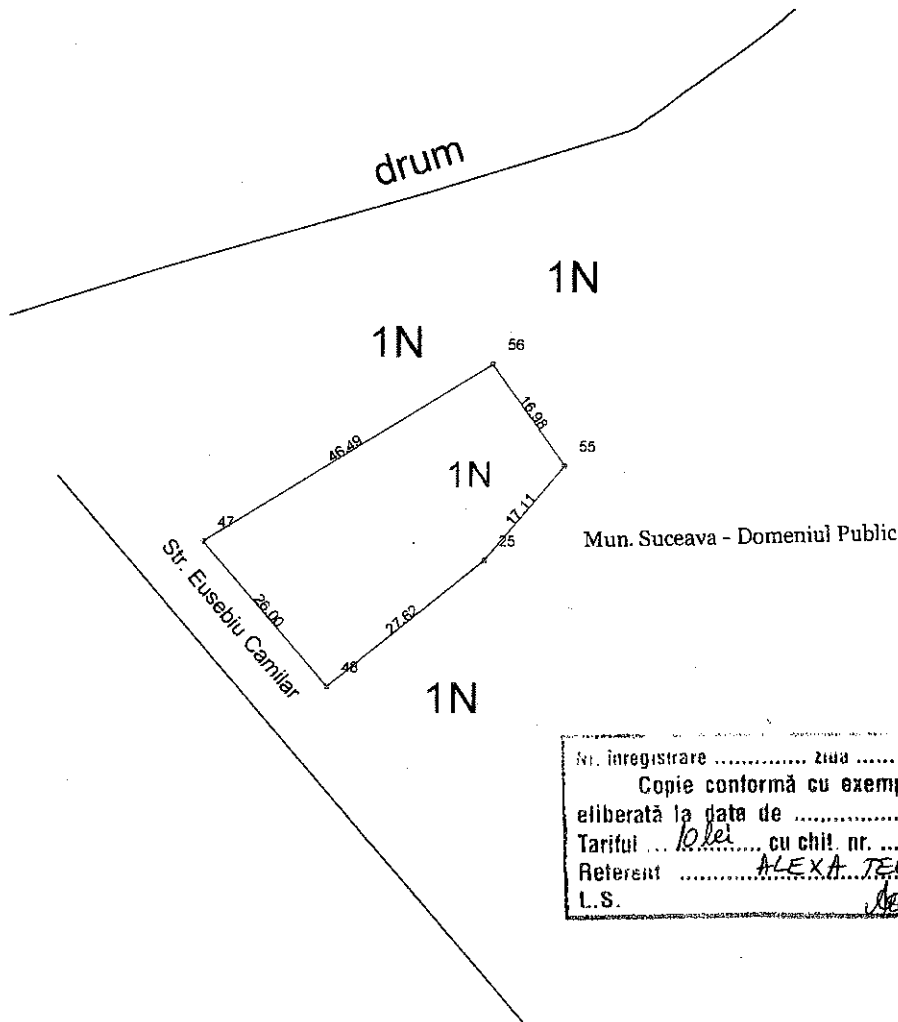 drum
1N
1N
56
16.98
46.49
55
1N
17.11
47
25
Mun. Suceava - Domeniul Public
Str. Eusebiu Camilar
26.00
27.62
48
1N
Nr. inregistrare ............ ziua ......
Copie conformă cu exemp
eliberată la date de ..................
Tariful ... 10 lei ..... cu chit. nr. ...
Referent ............ ALEXA
L.S.